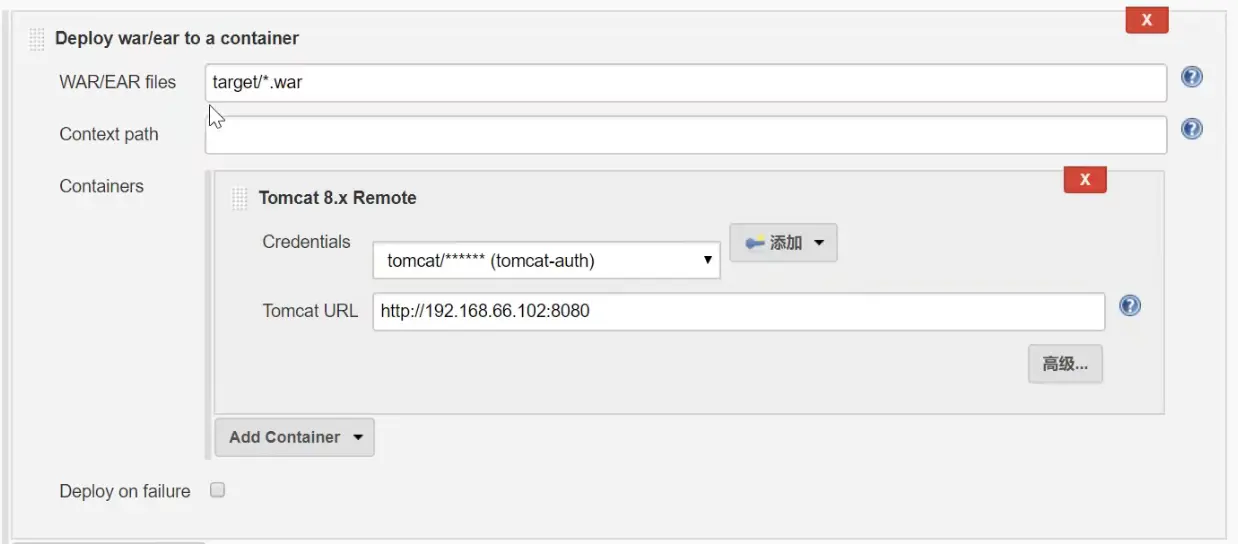 X
Deploy war/ear to a container
WAR/EAR files target/*.war
Context path
Containers
X
Tomcat 8.x Remote
Credentials tomcat/****** (tomcat-auth) 添加
Tomcat URL http://192.168.66.102:8080
高级...
Add Container
Deploy on failure